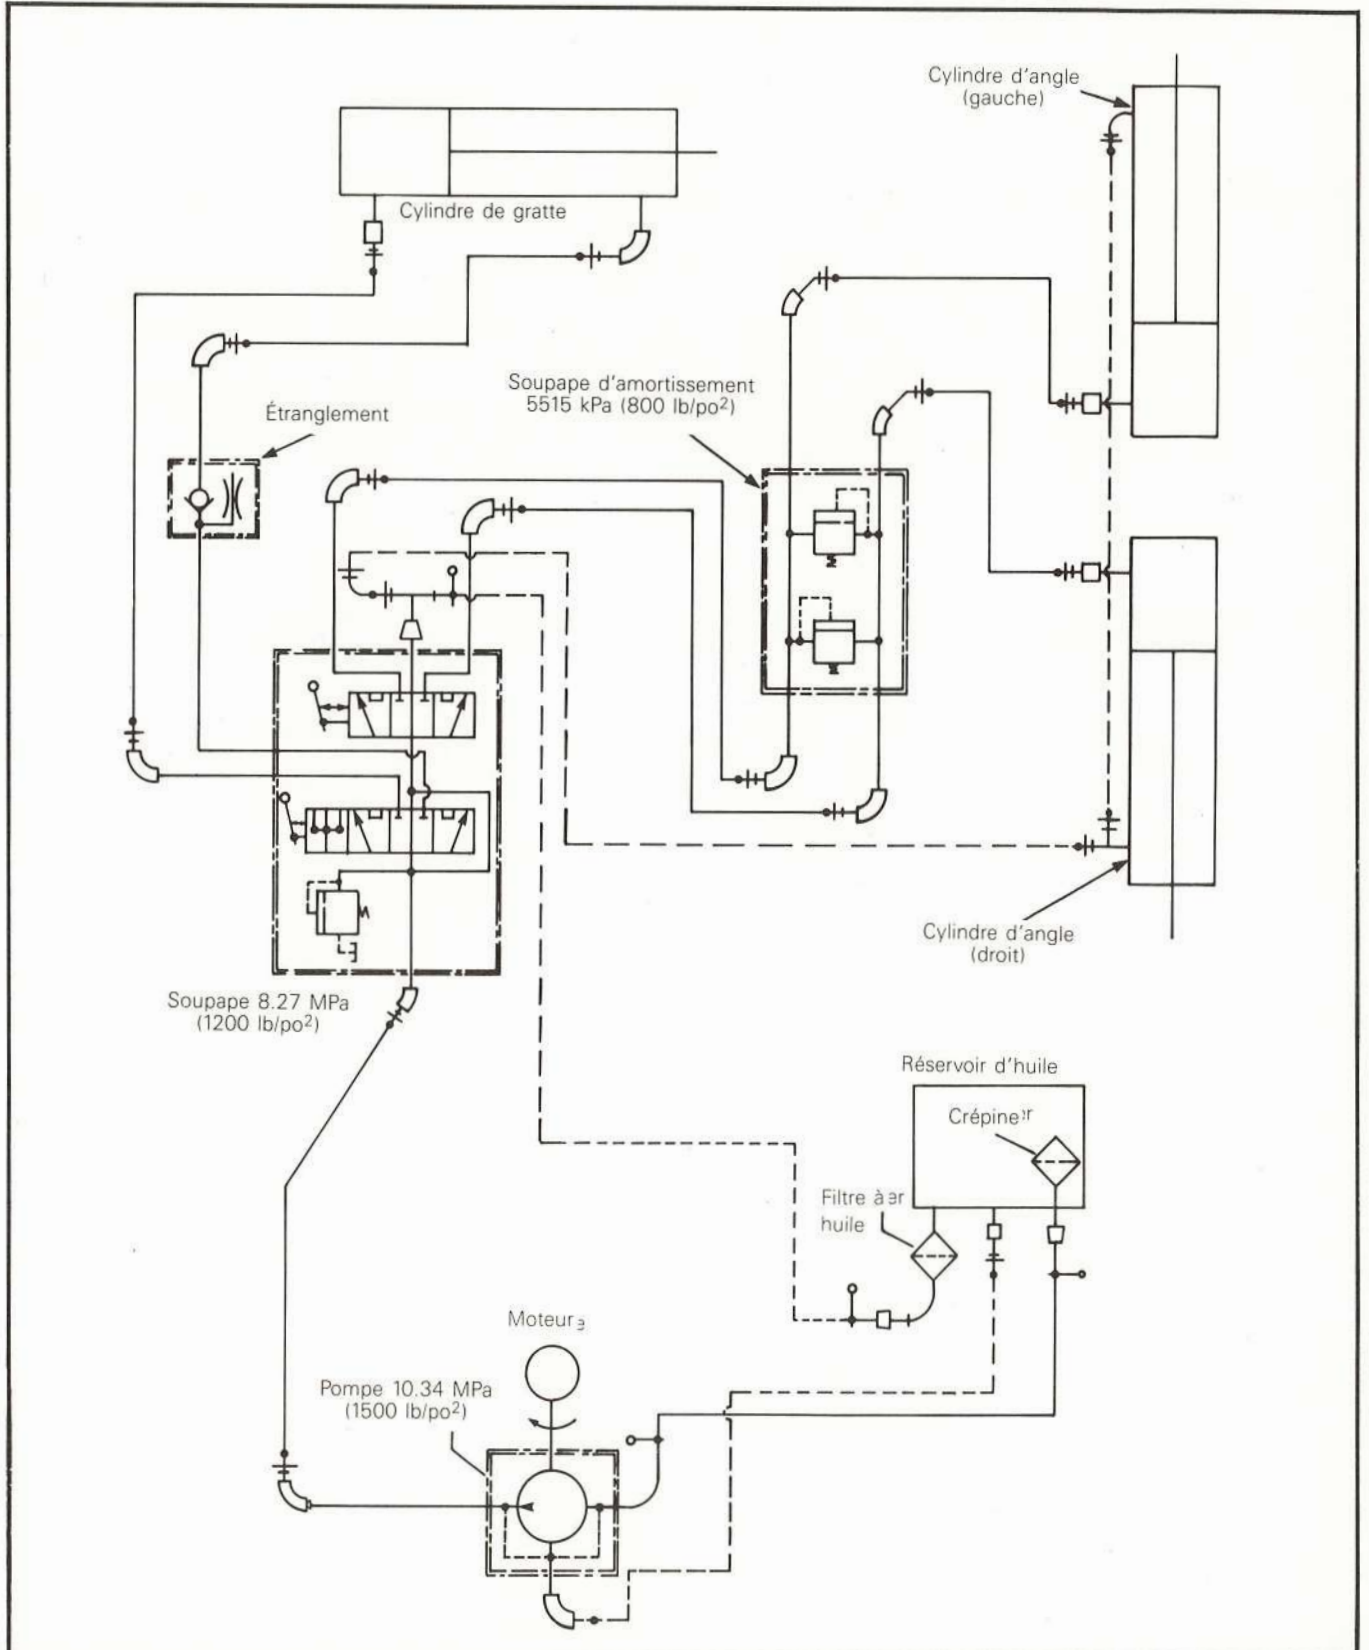 Cylindre d'angle
(gauche)
Cylindre de gratte
Soupape d'amortissement
5515 kPa (800 lb/po²)
Étranglement
Cylindre d'angle
(droit)
Soupape 8.27 MPa
(1200 lb/po²)
Réservoir d'huile
Crépine
Filtre à
huile
Moteur
Pompe 10.34 MPa
(1500 lb/po²)